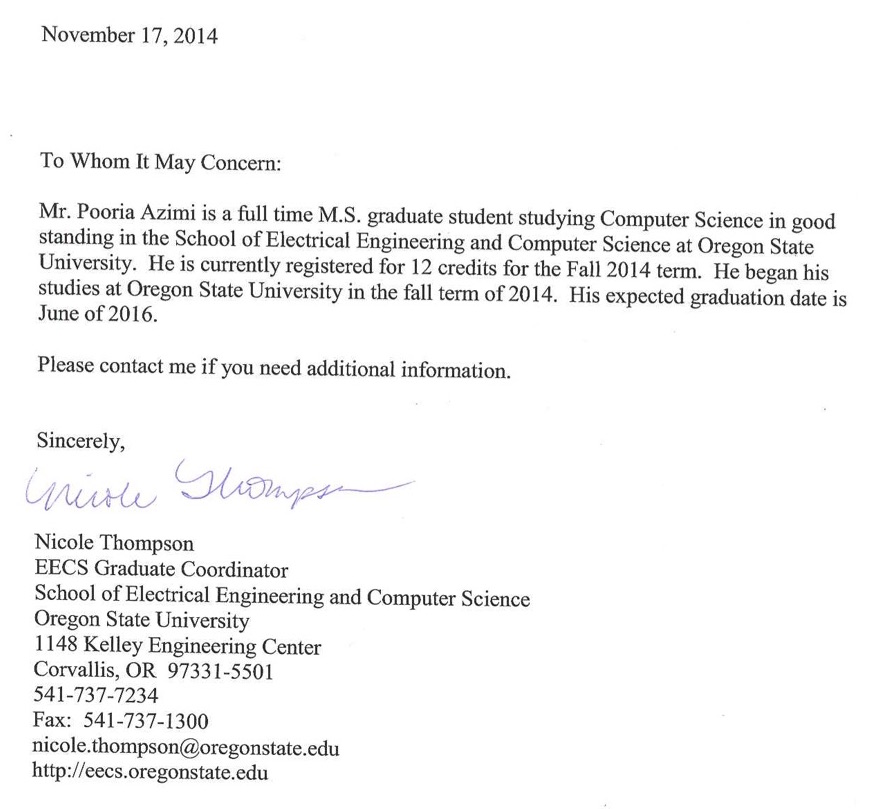 November 17, 2014
To Whom It May Concern:
Mr. Pooria Azimi is a full time M.S. graduate student studying Computer Science in good
standing in the School of Electrical Engineering and Computer Science at Oregon State
University.  He is currently registered for 12 credits for the Fall 2014 term.  He began his
studies at Oregon State University in the fall term of 2014.  His expected graduation date is
June of 2016.
Please contact me if you need additional information.
Sincerely,
Nicole Thompson
Nicole Thompson
EECS Graduate Coordinator
School of Electrical Engineering and Computer Science
Oregon State University
1148 Kelley Engineering Center
Corvallis, OR  97331-5501
541-737-7234
Fax:  541-737-1300
nicole.thompson@oregonstate.edu
http://eecs.oregonstate.edu